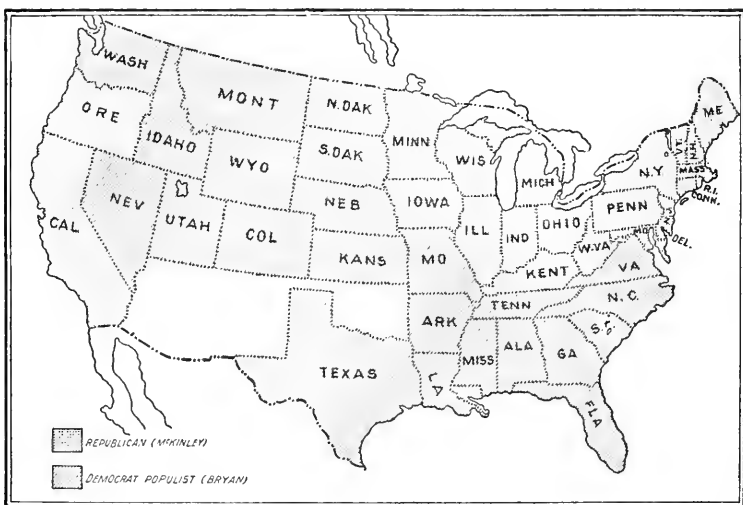 WASH
MONT
N.DAK
MINN
ME
ORE
IDAHO
S.DAK
WIS
MICH
N.Y
VT.
N.H.
MASS
R.I.
CONN.
WYO
NEB
IOWA
NEV
UTAH
COL
CAL
ILL
IND
OHIO
PENN
N.J.
MD.
DEL.
W.VA
VA
KANS
MO
KENT
TENN
N.C.
ARK
S.C.
MISS
ALA
GA
TEXAS
LA
FLA
REPUBLICAN (McKINLEY)
DEMOCRAT POPULIST (BRYAN)